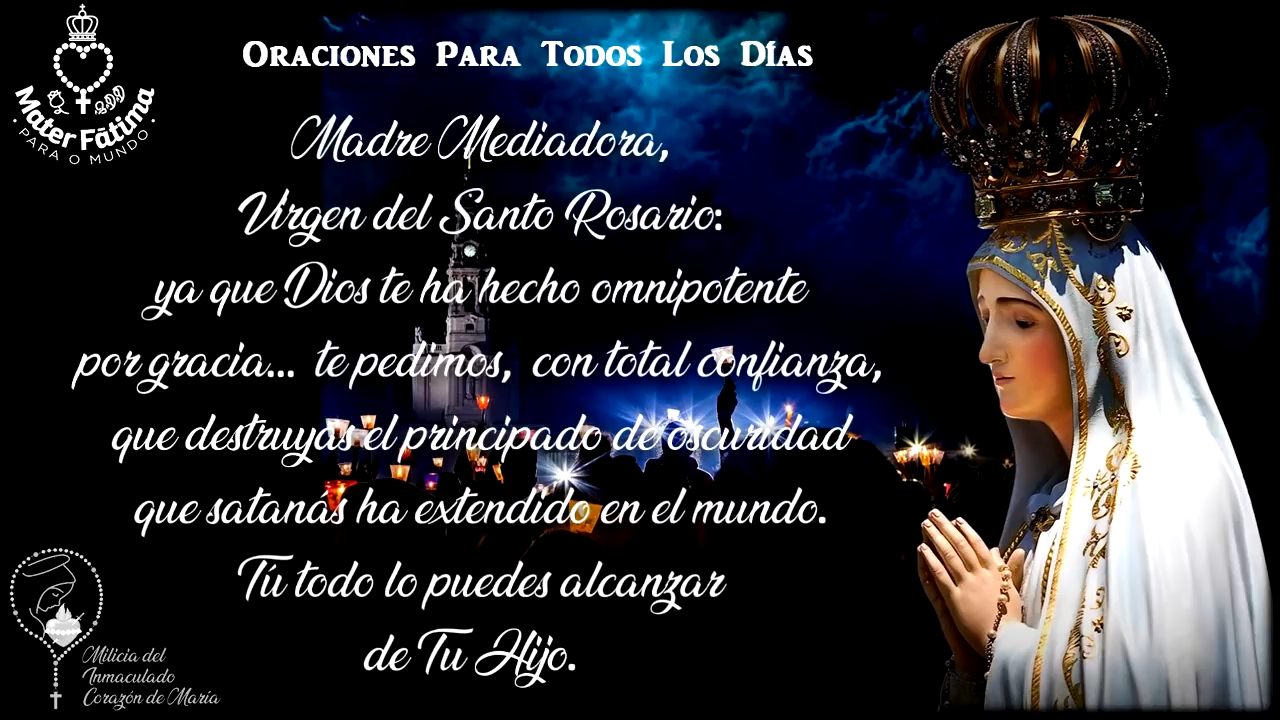 Mater Fátima
· PARA O MUNDO ·
ORACIONES PARA TODOS LOS DÍAS
Madre Mediadora,
Virgen del Santo Rosario:
ya que Dios te ha hecho omnipotente
por gracia... te pedimos, con total confianza,
que destruyas el principado de oscuridad
que satanás ha extendido en el mundo.
Tú todo lo puedes alcanzar
de Tu Hijo.
Milicia del
Inmaculado
Corazón de María